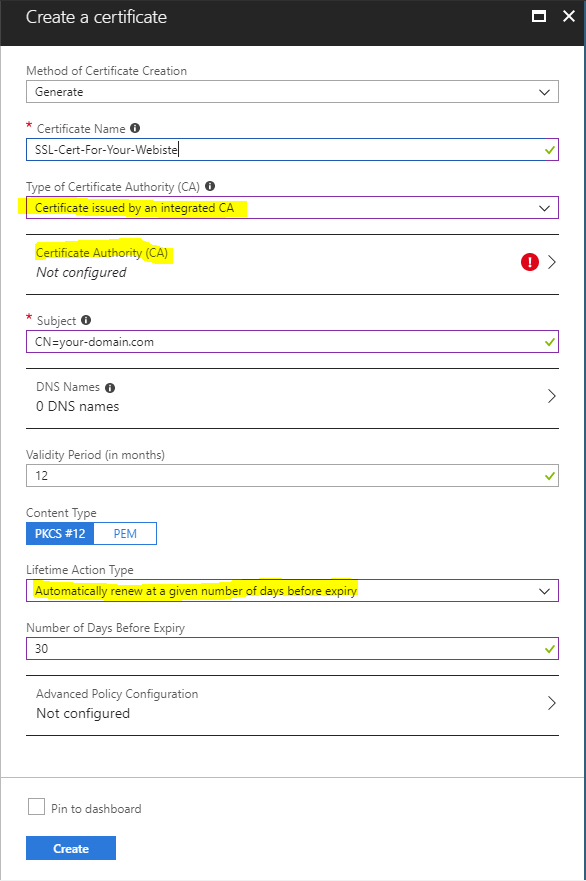 Create a certificate
Method of Certificate Creation
Generate
* Certificate Name
SSL-Cert-For-Your-Webiste
Type of Certificate Authority (CA)
Certificate issued by an integrated CA
Certificate Authority (CA)
Not configured
* Subject
CN=your-domain.com
DNS Names
0 DNS names
Validity Period (in months)
12
Content Type
PKCS #12 PEM
Lifetime Action Type
Automatically renew at a given number of days before expiry
Number of Days Before Expiry
30
Advanced Policy Configuration
Not configured
Pin to dashboard
Create